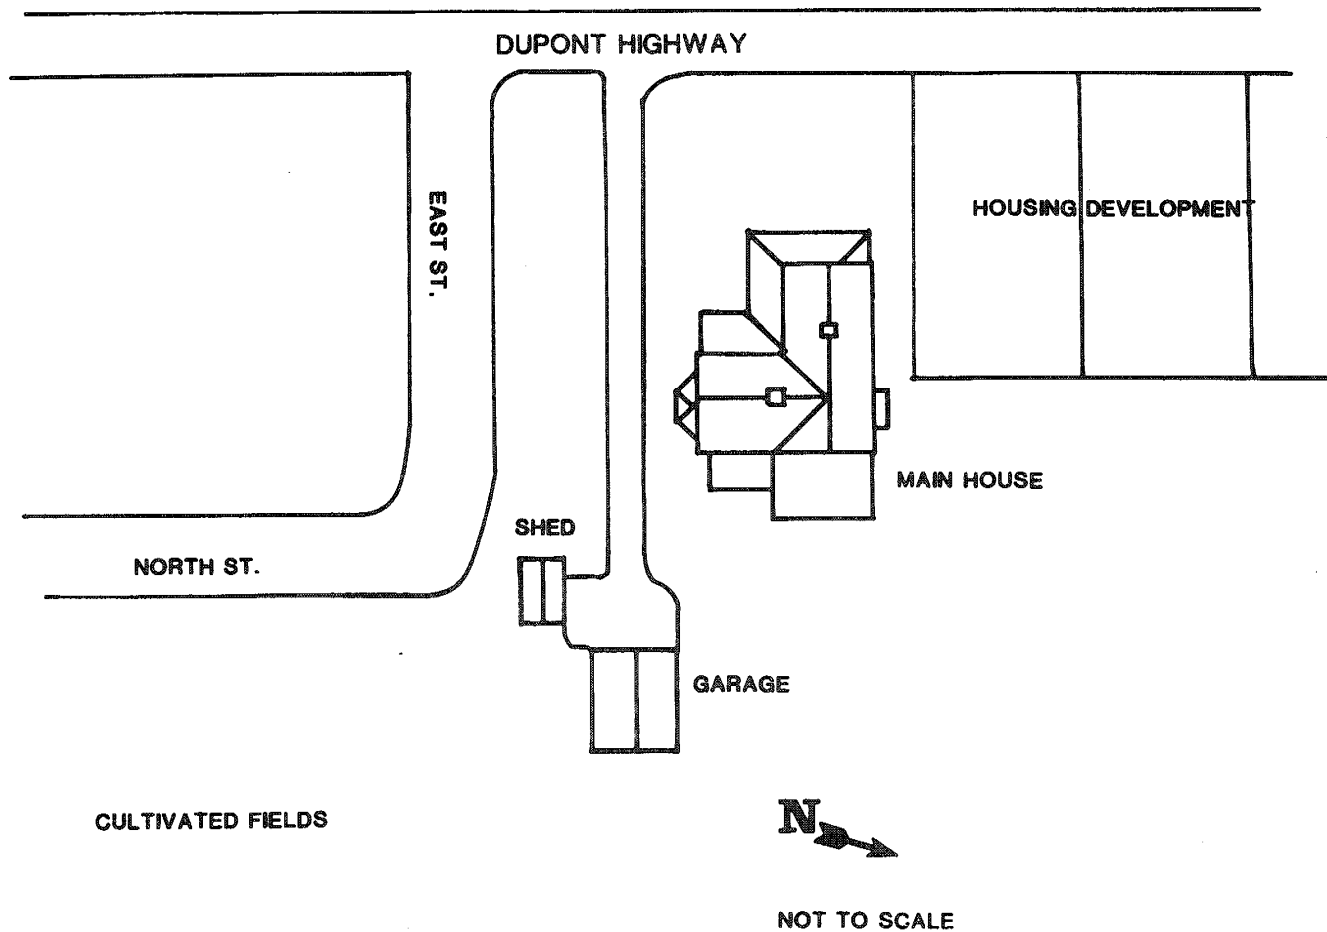 DUPONT HIGHWAY
EAST ST.
HOUSING DEVELOPMENT
MAIN HOUSE
SHED
NORTH ST.
GARAGE
CULTIVATED FIELDS
N
NOT TO SCALE